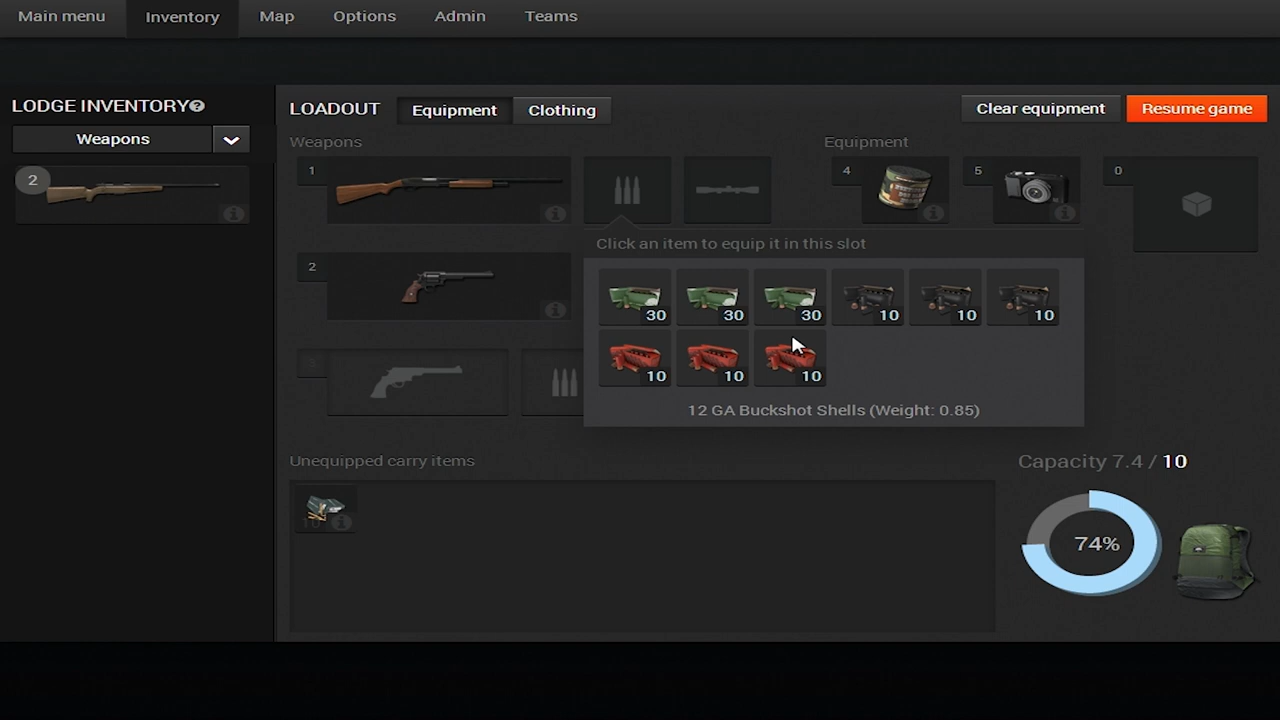 Main menu Inventory Map Options Admin Teams
LODGE INVENTORY?
LOADOUT Equipment Clothing Clear equipment Resume game
Weapons
Weapons Equipment
2
1 4 5 0
Click an item to equip it in this slot
2
30 30 30 10 10 10
10 10 10
12 GA Buckshot Shells (Weight: 0.85)
Unequipped carry items
Capacity 7.4 / 10
10
74%